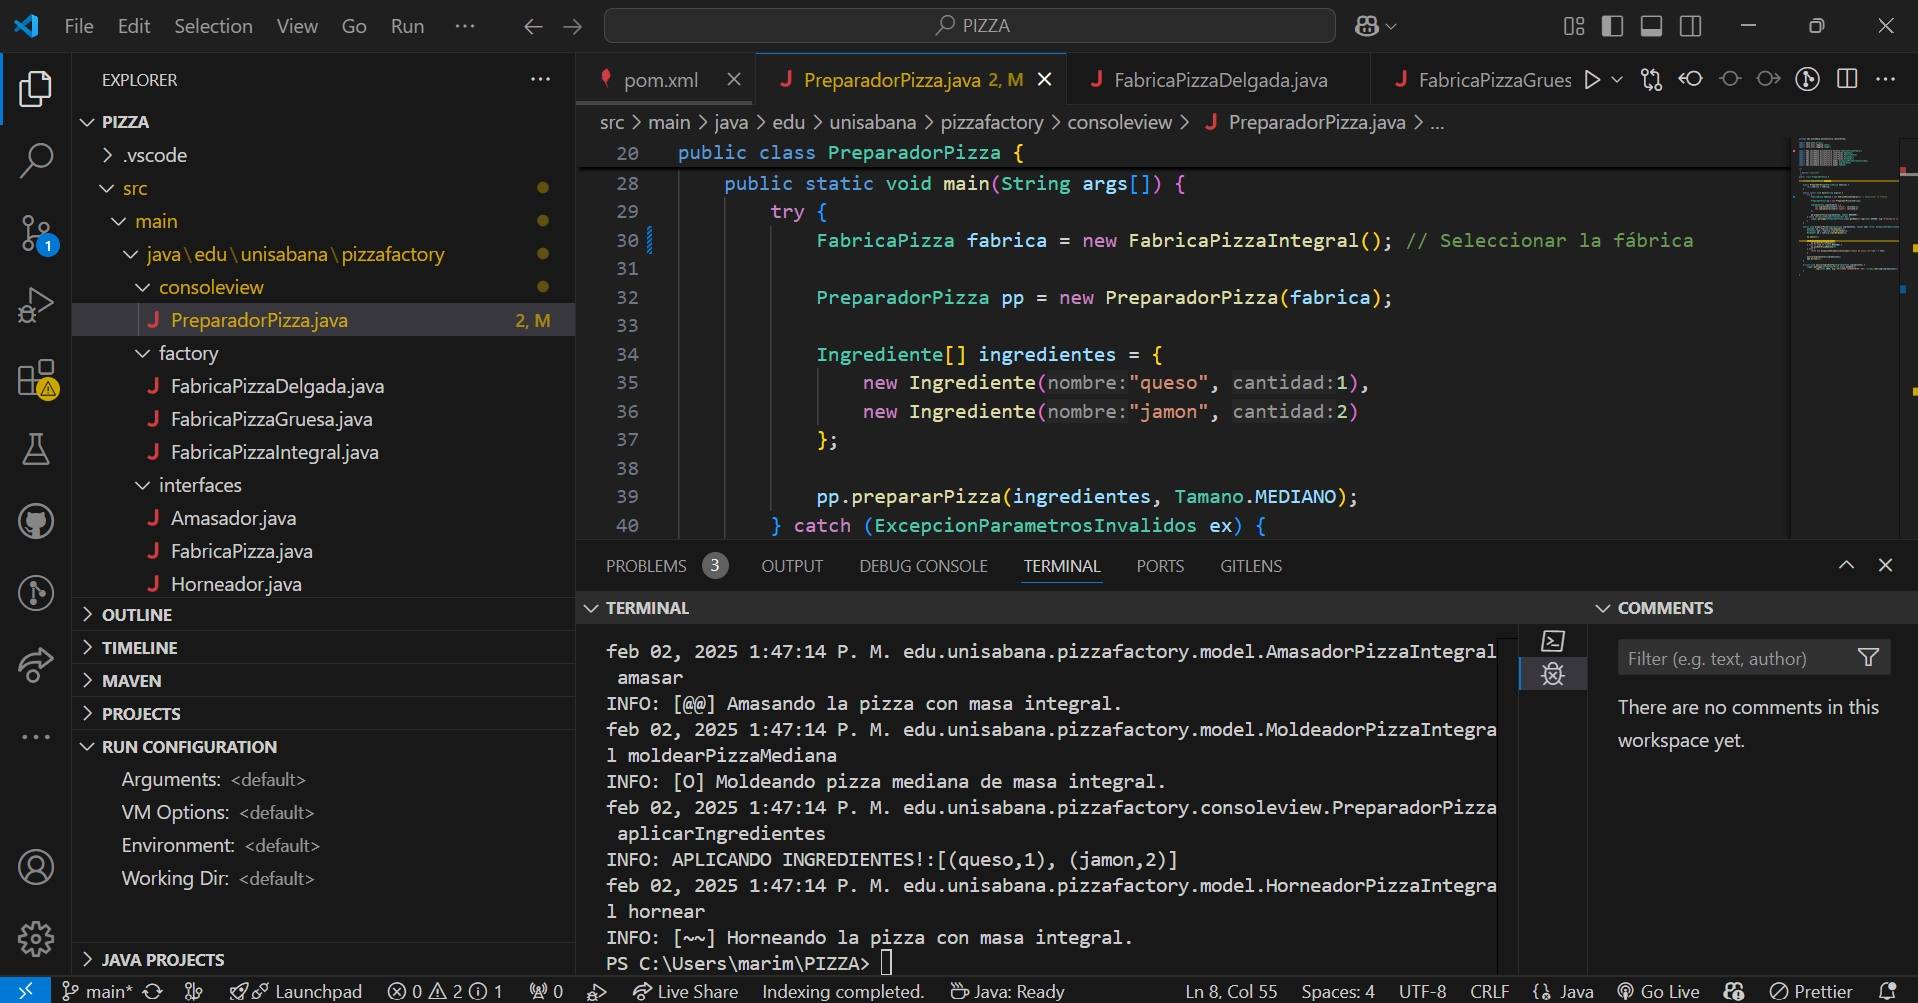 File Edit Selection View Go Run ··· PIZZA
EXPLORER
PIZZA
.vscode
src
main
java\edu\unisabana\pizzafactory
consoleview
PreparadorPizza.java 2, M
factory
FabricaPizzaDelgada.java
FabricaPizzaGruesa.java
FabricaPizzaIntegral.java
interfaces
Amasador.java
FabricaPizza.java
Horneador.java
OUTLINE
TIMELINE
MAVEN
PROJECTS
RUN CONFIGURATION
Arguments: <default>
VM Options: <default>
Environment: <default>
Working Dir: <default>
JAVA PROJECTS
1
pom.xml PreparadorPizza.java 2, M FabricaPizzaDelgada.java FabricaPizzaGrues
src > main > java > edu > unisabana > pizzafactory > consoleview > PreparadorPizza.java > ...
20 public class PreparadorPizza {
28 public static void main(String args[]) {
29 try {
30 FabricaPizza fabrica = new FabricaPizzaIntegral(); // Seleccionar la fábrica
31
32 PreparadorPizza pp = new PreparadorPizza(fabrica);
33
34 Ingrediente[] ingredientes = {
35 new Ingrediente(nombre:"queso", cantidad:1),
36 new Ingrediente(nombre:"jamon", cantidad:2)
37 };
38
39 pp.prepararPizza(ingredientes, Tamano.MEDIANO);
40 } catch (ExcepcionParametrosInvalidos ex) {
PROBLEMS 3 OUTPUT DEBUG CONSOLE TERMINAL PORTS GITLENS
TERMINAL
feb 02, 2025 1:47:14 P. M. edu.unisabana.pizzafactory.model.AmasadorPizzaIntegral
amasar
INFO: [@@] Amasando la pizza con masa integral.
feb 02, 2025 1:47:14 P. M. edu.unisabana.pizzafactory.model.MoldeadorPizzaIntegra
l moldearPizzaMediana
INFO: [O] Moldeando pizza mediana de masa integral.
feb 02, 2025 1:47:14 P. M. edu.unisabana.pizzafactory.consoleview.PreparadorPizza
aplicarIngredientes
INFO: APLICANDO INGREDIENTES!:[(queso,1), (jamon,2)]
feb 02, 2025 1:47:14 P. M. edu.unisabana.pizzafactory.model.HorneadorPizzaIntegra
l hornear
INFO: [~~] Horneando la pizza con masa integral.
PS C:\Users\marim\PIZZA>
COMMENTS
Filter (e.g. text, author)
There are no comments in this
workspace yet.
main* Launchpad 0 2 1 0 Live Share Indexing completed. Java: Ready Ln 8, Col 55 Spaces: 4 UTF-8 CRLF Java Go Live Prettier